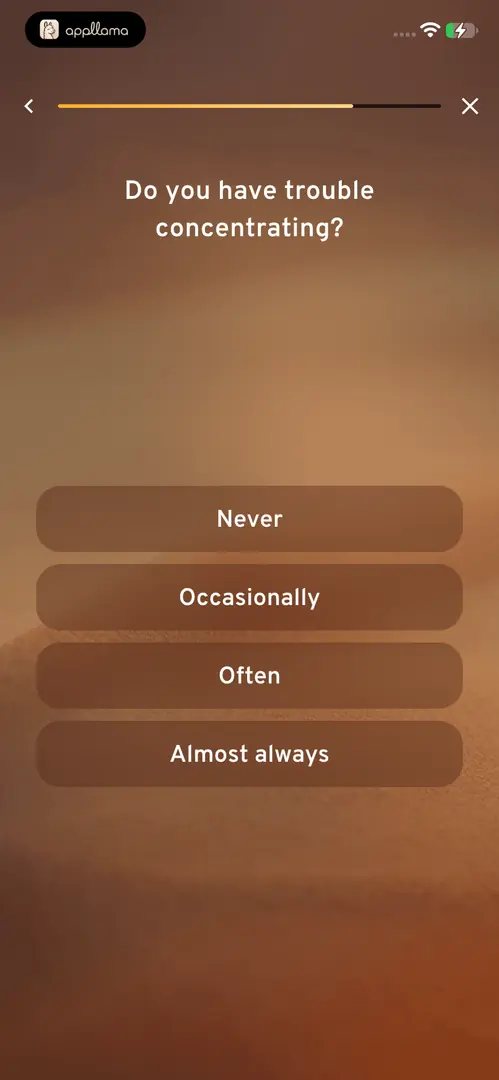 appllama
Do you have trouble
concentrating?
Never
Occasionally
Often
Almost always